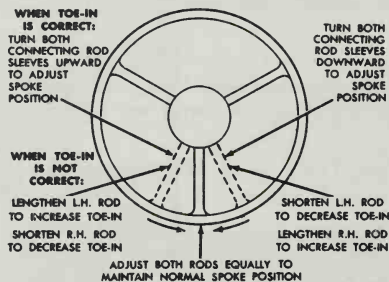 WHEN TOE-IN
IS CORRECT:
TURN BOTH
CONNECTING ROD
SLEEVES UPWARD
TO ADJUST
SPOKE
POSITION
TURN BOTH
CONNECTING
ROD SLEEVES
DOWNWARD
TO ADJUST
SPOKE
POSITION
WHEN TOE-IN
IS NOT
CORRECT:
LENGTHEN L.H. ROD
TO INCREASE TOE-IN
SHORTEN R.H. ROD
TO DECREASE TOE-IN
SHORTEN L.H. ROD
TO DECREASE TOE-IN
LENGTHEN R.H. ROD
TO INCREASE TOE-IN
ADJUST BOTH RODS EQUALLY TO
MAINTAIN NORMAL SPOKE POSITION